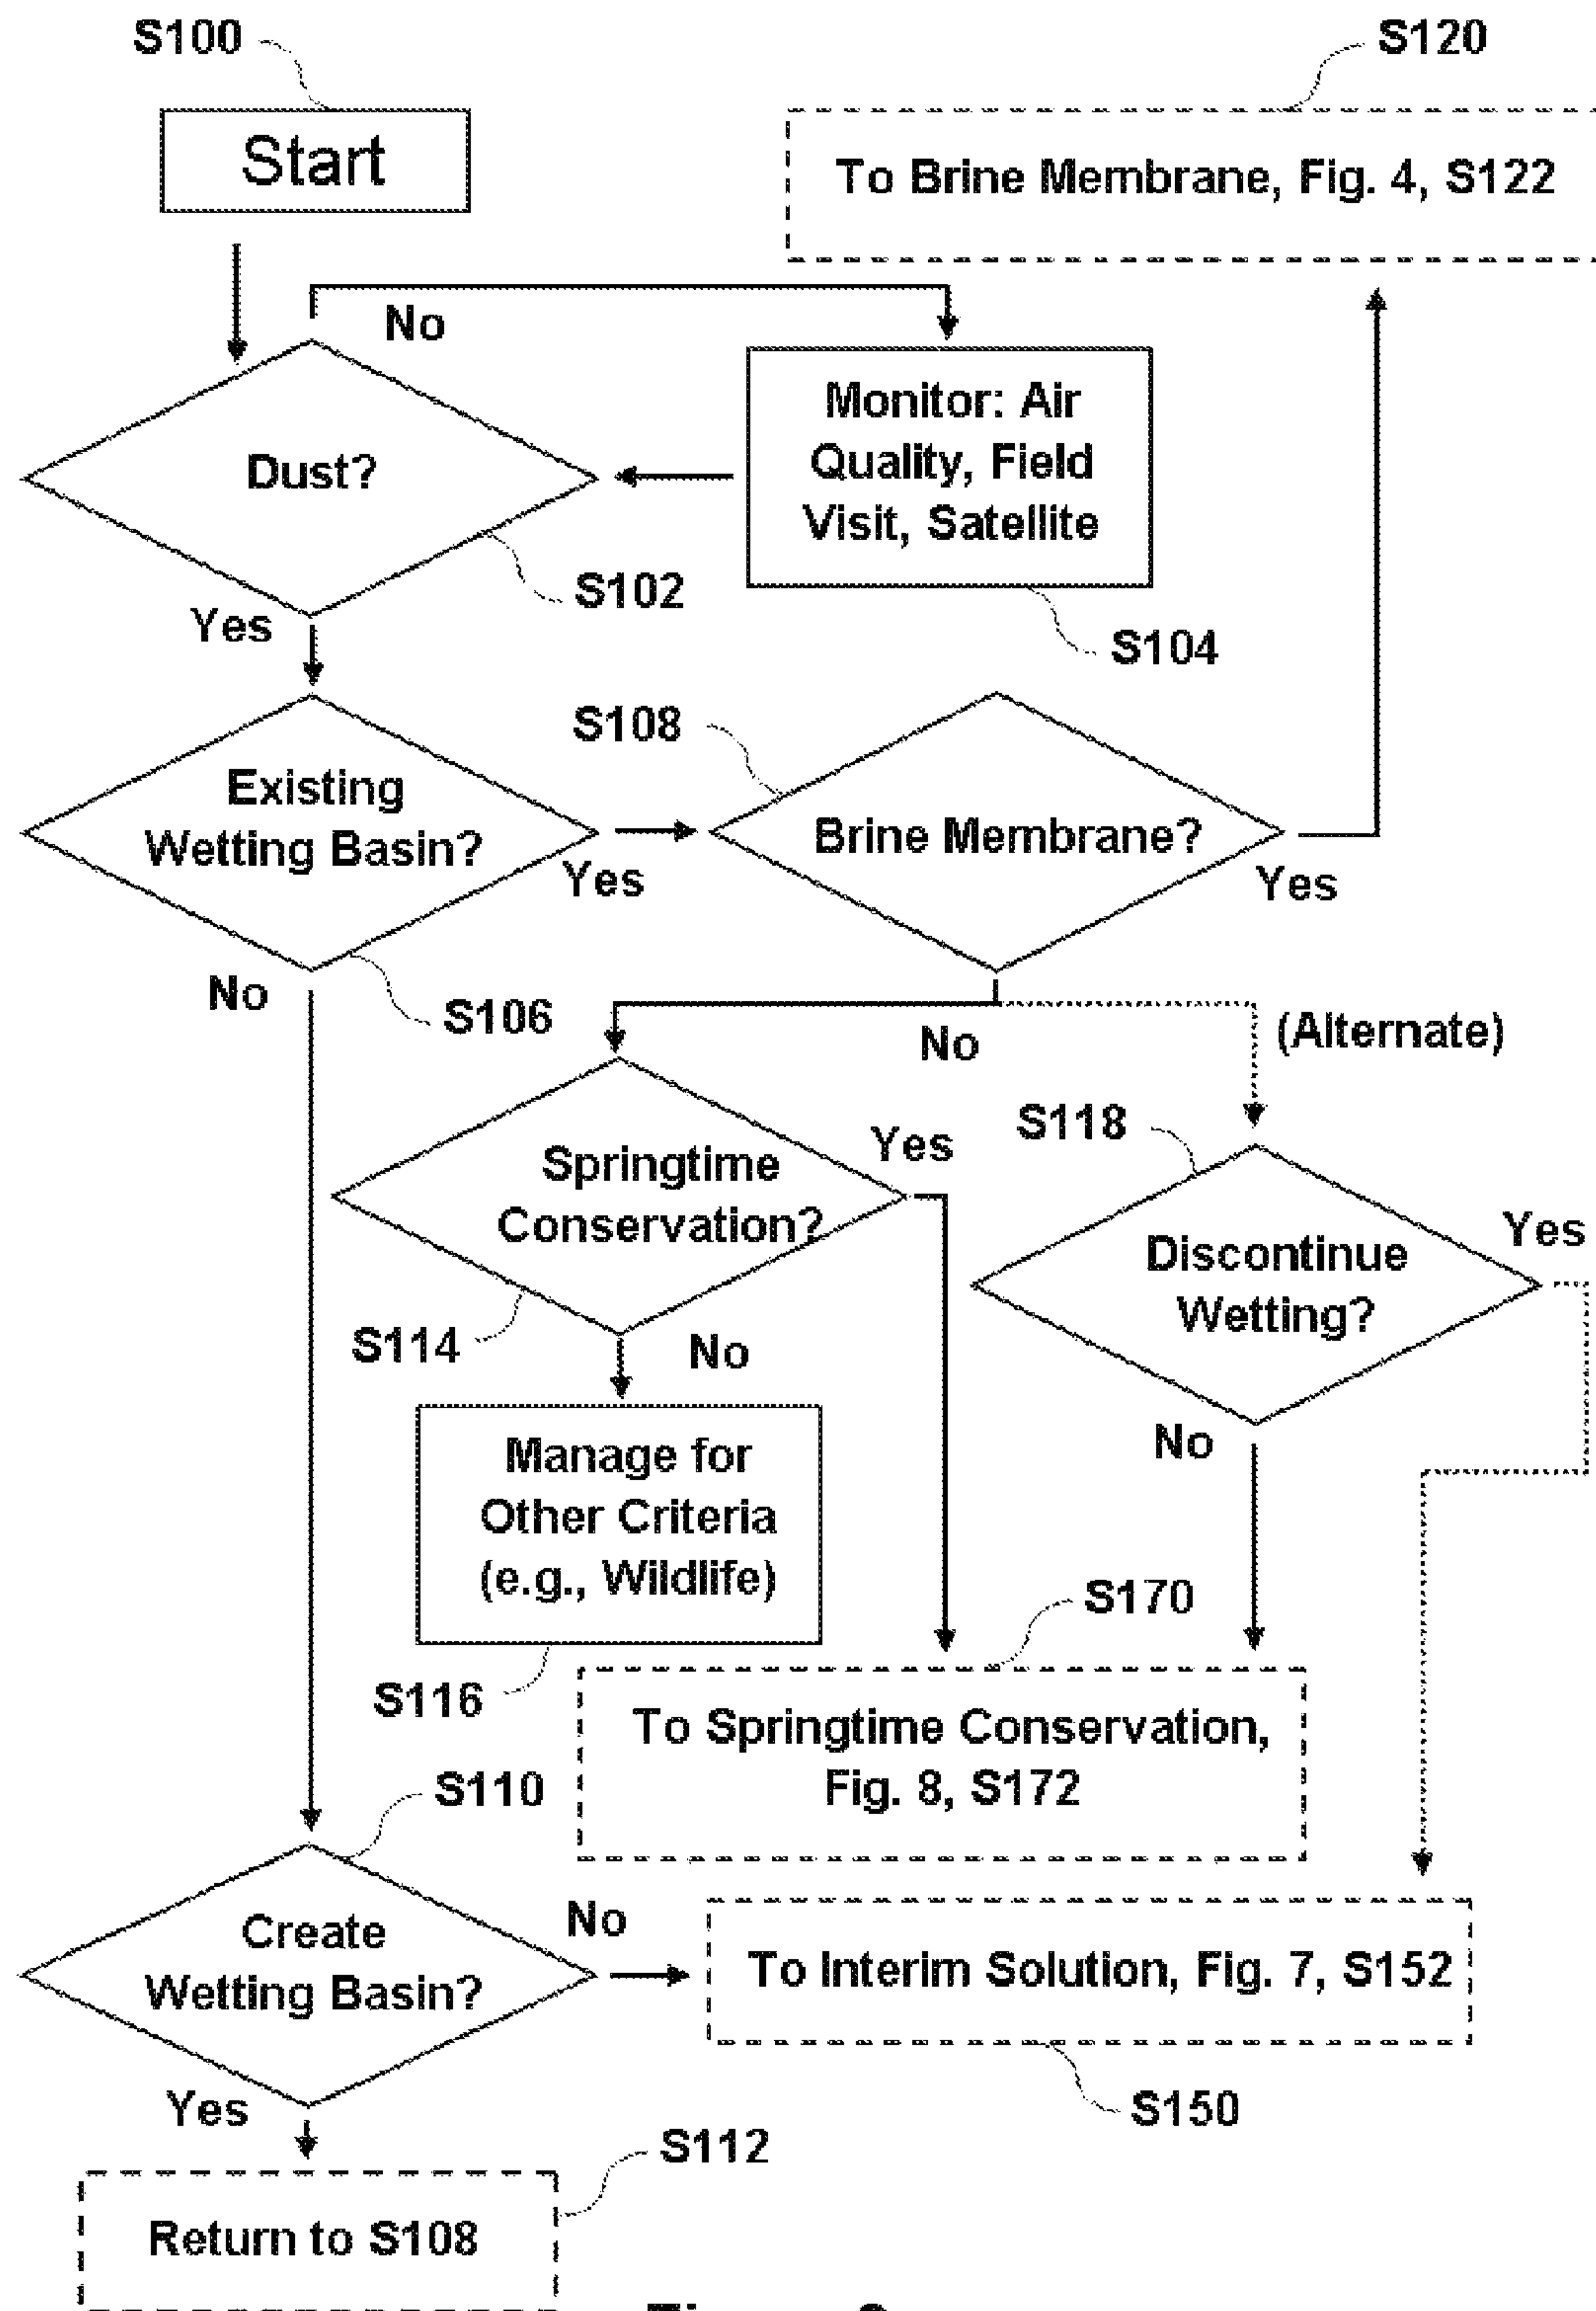 S100
S120
Start
To Brine Membrane, Fig. 4, S122
No
Monitor: Air
Quality, Field
Visit, Satellite
Dust?
S102
Yes
S104
S108
Existing
Wetting Basin?
Yes
Brine Membrane?
Yes
No
S106
No
(Alternate)
S118
Yes
Springtime
Conservation?
Yes
Discontinue
Wetting?
S114
No
No
Manage for
Other Criteria
(e.g., Wildlife)
S170
S116
To Springtime Conservation,
Fig. 8, S172
S110
Create
Wetting Basin?
No
To Interim Solution, Fig. 7, S152
Yes
S150
S112
Return to S108